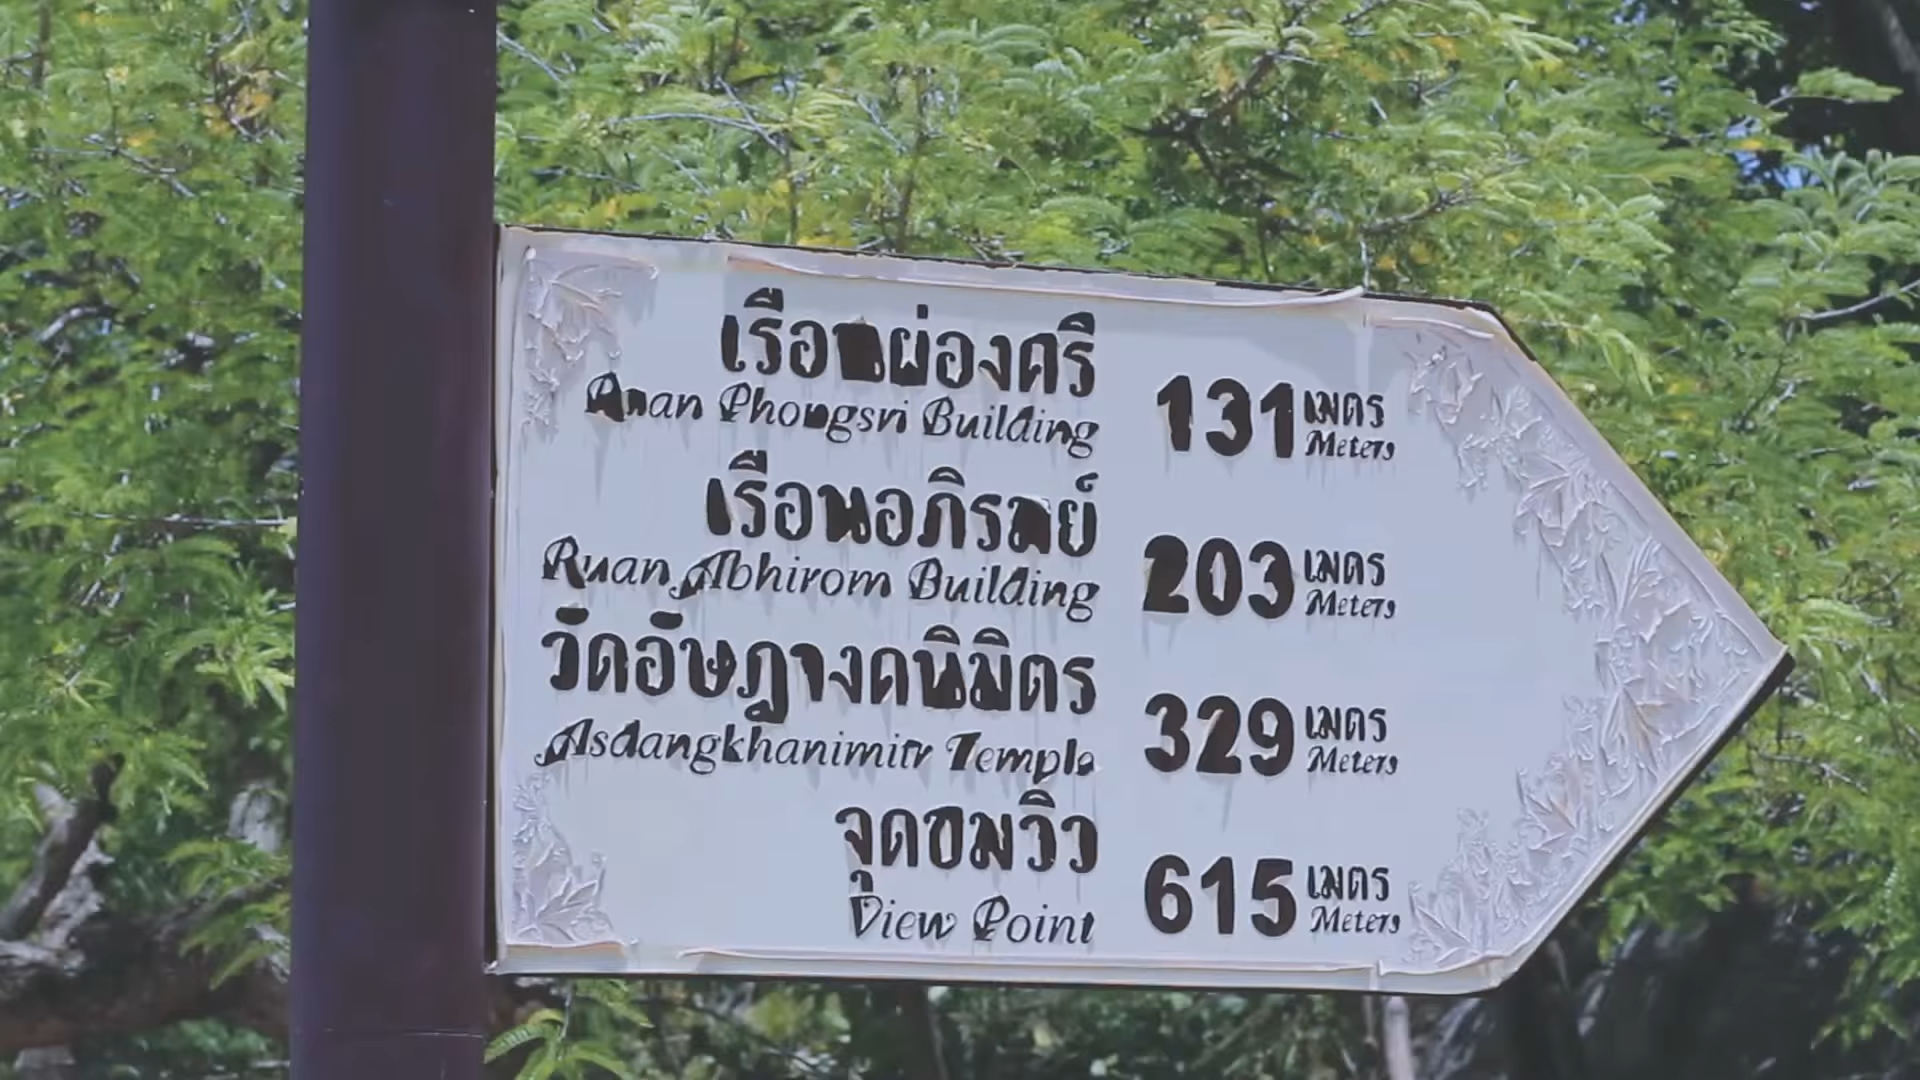 เรือนผ่องศรี
Ruan Phongsri Building
131 เมตร
Meters
เรือนอภิรมย์
Ruan Abhirom Building
203 เมตร
Meters
วัดอัษฎางคนิมิตร
Asdangkhanimitr Temple
329 เมตร
Meters
จุดชมวิว
View Point
615 เมตร
Meters